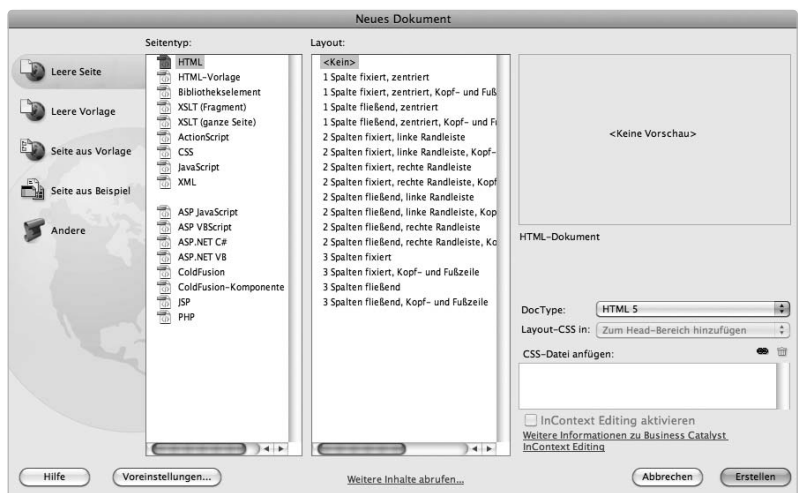 Neues Dokument
Leere Seite
Leere Vorlage
Seite aus Vorlage
Seite aus Beispiel
Andere
Seitentyp:
HTML
HTML-Vorlage
Bibliothekselement
XSLT (Fragment)
XSLT (ganze Seite)
ActionScript
CSS
JavaScript
XML
ASP JavaScript
ASP VBScript
ASP.NET C#
ASP.NET VB
ColdFusion
ColdFusion-Komponente
JSP
PHP
Layout:
<Kein>
1 Spalte fixiert, zentriert
1 Spalte fixiert, zentriert, Kopf- und Fuß
1 Spalte fließend, zentriert
1 Spalte fließend, zentriert, Kopf- und Fu
2 Spalten fixiert, linke Randleiste
2 Spalten fixiert, linke Randleiste, Kopf-
2 Spalten fixiert, rechte Randleiste
2 Spalten fixiert, rechte Randleiste, Kopf
2 Spalten fließend, linke Randleiste
2 Spalten fließend, linke Randleiste, Kop
2 Spalten fließend, rechte Randleiste
2 Spalten fließend, rechte Randleiste, Ko
3 Spalten fixiert
3 Spalten fixiert, Kopf- und Fußzeile
3 Spalten fließend
3 Spalten fließend, Kopf- und Fußzeile
<Keine Vorschau>
HTML-Dokument
DocType: HTML 5
Layout-CSS in: Zum Head-Bereich hinzufügen
CSS-Datei anfügen:
InContext Editing aktivieren
Weitere Informationen zu Business Catalyst
InContext Editing
Hilfe
Voreinstellungen...
Weitere Inhalte abrufen...
Abbrechen
Erstellen